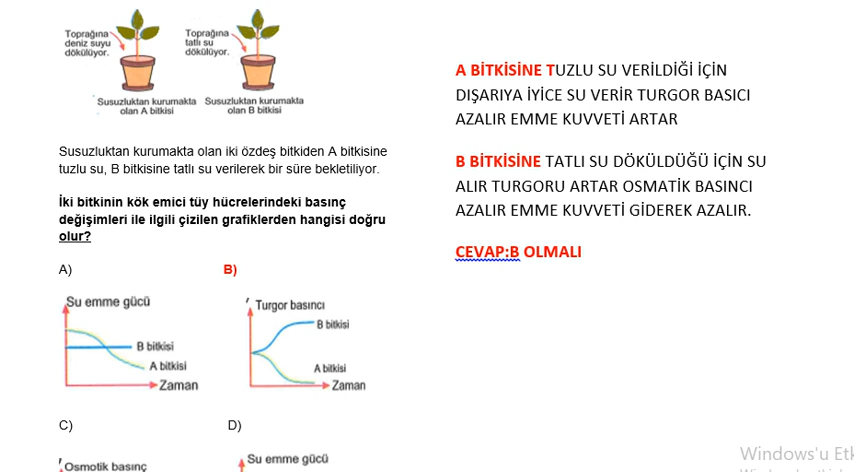 Toprağına
deniz suyu
dökülüyor.
Toprağına
tatlı su
dökülüyor.
Susuzluktan kurumakta
olan A bitkisi
Susuzluktan kurumakta
olan B bitkisi
Susuzluktan kurumakta olan iki özdeş bitkiden A bitkisine
tuzlu su, B bitkisine tatlı su verilerek bir süre bekletiliyor.
İki bitkinin kök emici tüy hücrelerindeki basınç
değişimleri ile ilgili çizilen grafiklerden hangisi doğru
olur?
A)
Su emme gücü
B bitkisi
A bitkisi
Zaman
B)
Turgor basıncı
B bitkisi
A bitkisi
Zaman
C)
Osmotik basınç
D)
Su emme gücü
A BİTKİSİNE TUZLU SU VERİLDİĞİ İÇİN
DIŞARIYA İYİCE SU VERİR TURGOR BASICI
AZALIR EMME KUVVETİ ARTAR
B BİTKİSİNE TATLI SU DÖKÜLDÜĞÜ İÇİN SU
ALIR TURGORU ARTAR OSMATİK BASINCI
AZALIR EMME KUVVETİ GİDEREK AZALIR.
CEVAP:B OLMALI
Windows'u